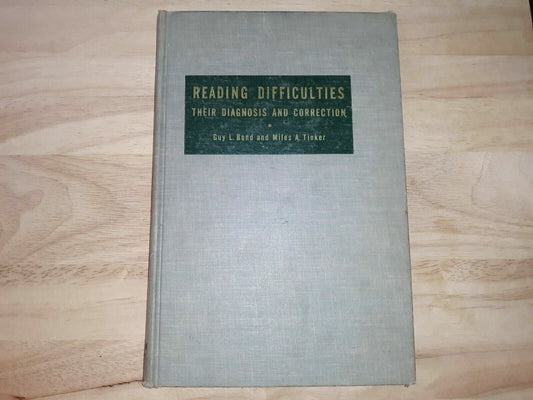 READING DIFFICULTIES
THEIR DIAGNOSIS AND CORRECTION
Guy L. Bond and Miles A. Tinker